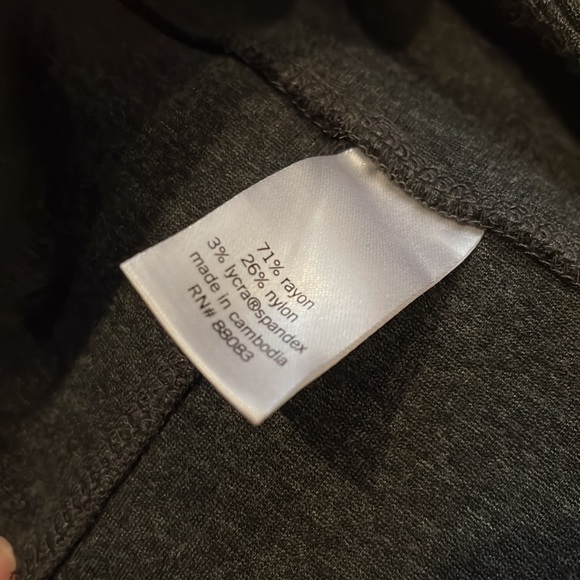 71% rayon
26% nylon
3% lycra®spandex
made in cambodia
RN# 88083